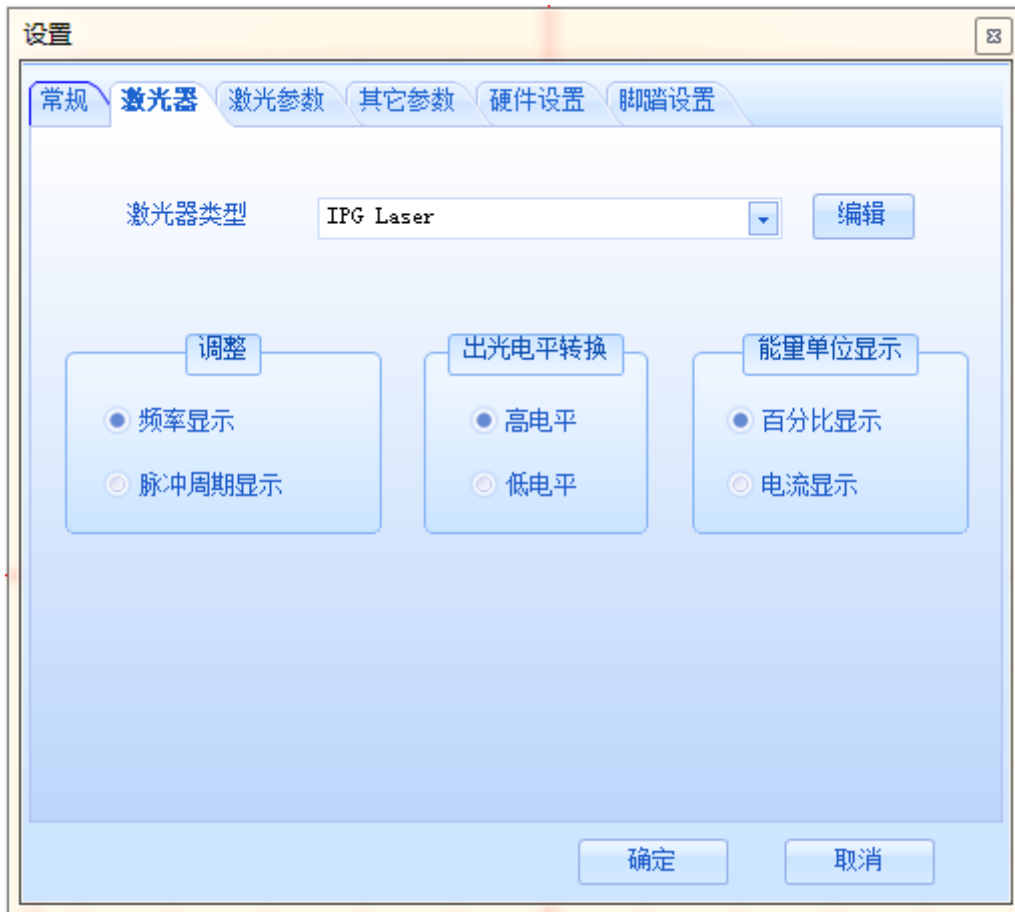 设置
常规 激光器 激光参数 其它参数 硬件设置 脚踏设置
激光器类型 IPG Laser 编辑
调整 出光电平转换 能量单位显示
频率显示 高电平 百分比显示
脉冲周期显示 低电平 电流显示
确定 取消